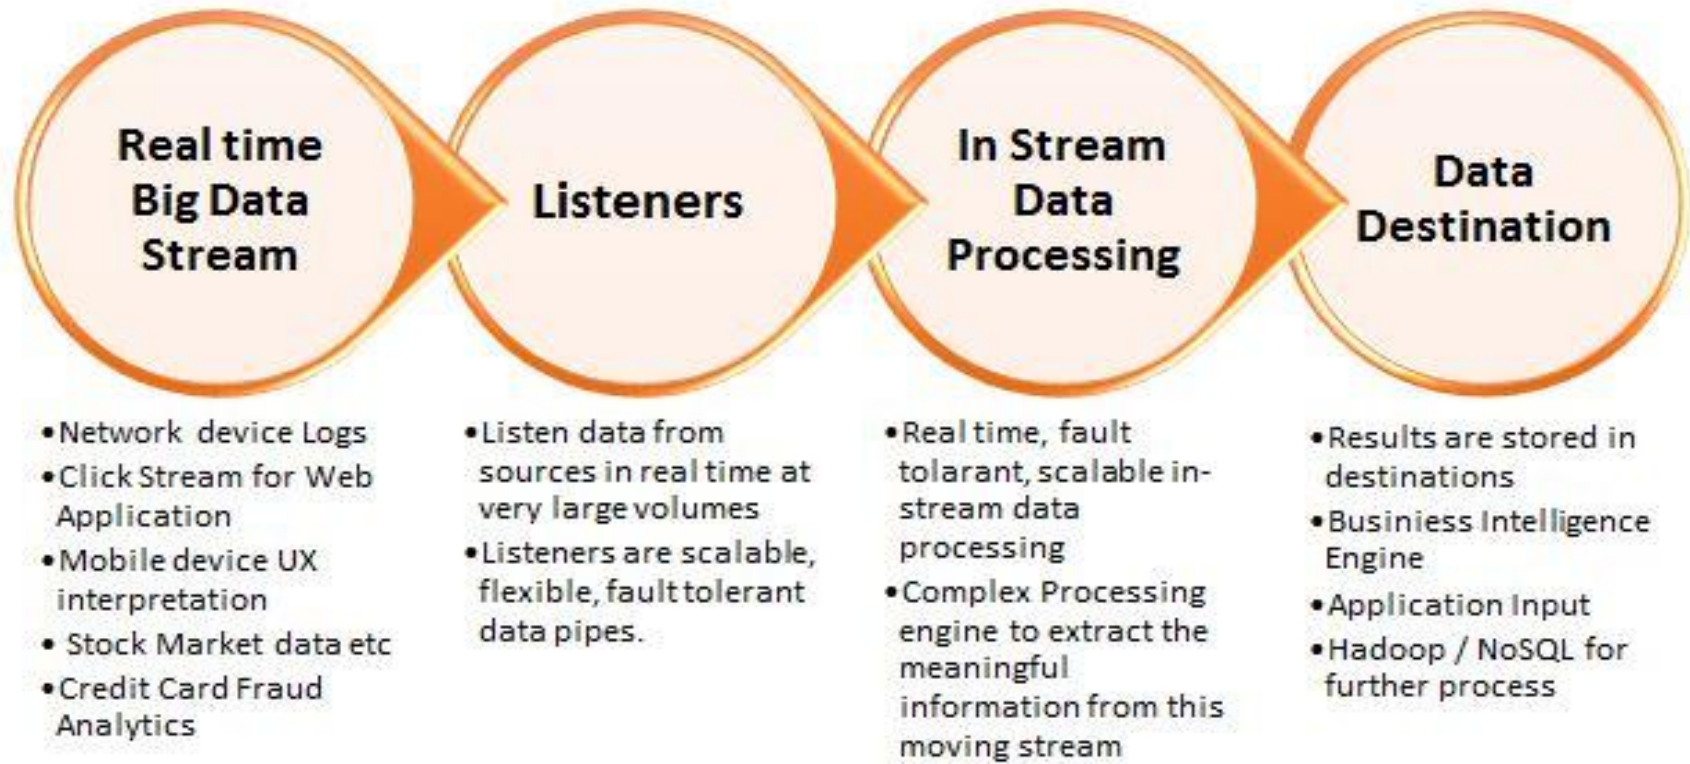 Real time
Big Data
Stream
Listeners
In Stream
Data
Processing
Data
Destination
•Network device Logs
•Click Stream for Web
Application
•Mobile device UX
interpretation
• Stock Market data etc
•Credit Card Fraud
Analytics
•Listen data from
sources in real time at
very large volumes
•Listeners are scalable,
flexible, fault tolerant
data pipes.
•Real time, fault
tolarant, scalable in-
stream data
processing
•Complex Processing
engine to extract the
meaningful
information from this
moving stream
•Results are stored in
destinations
•Businiess Intelligence
Engine
•Application Input
•Hadoop / NoSQL for
further process